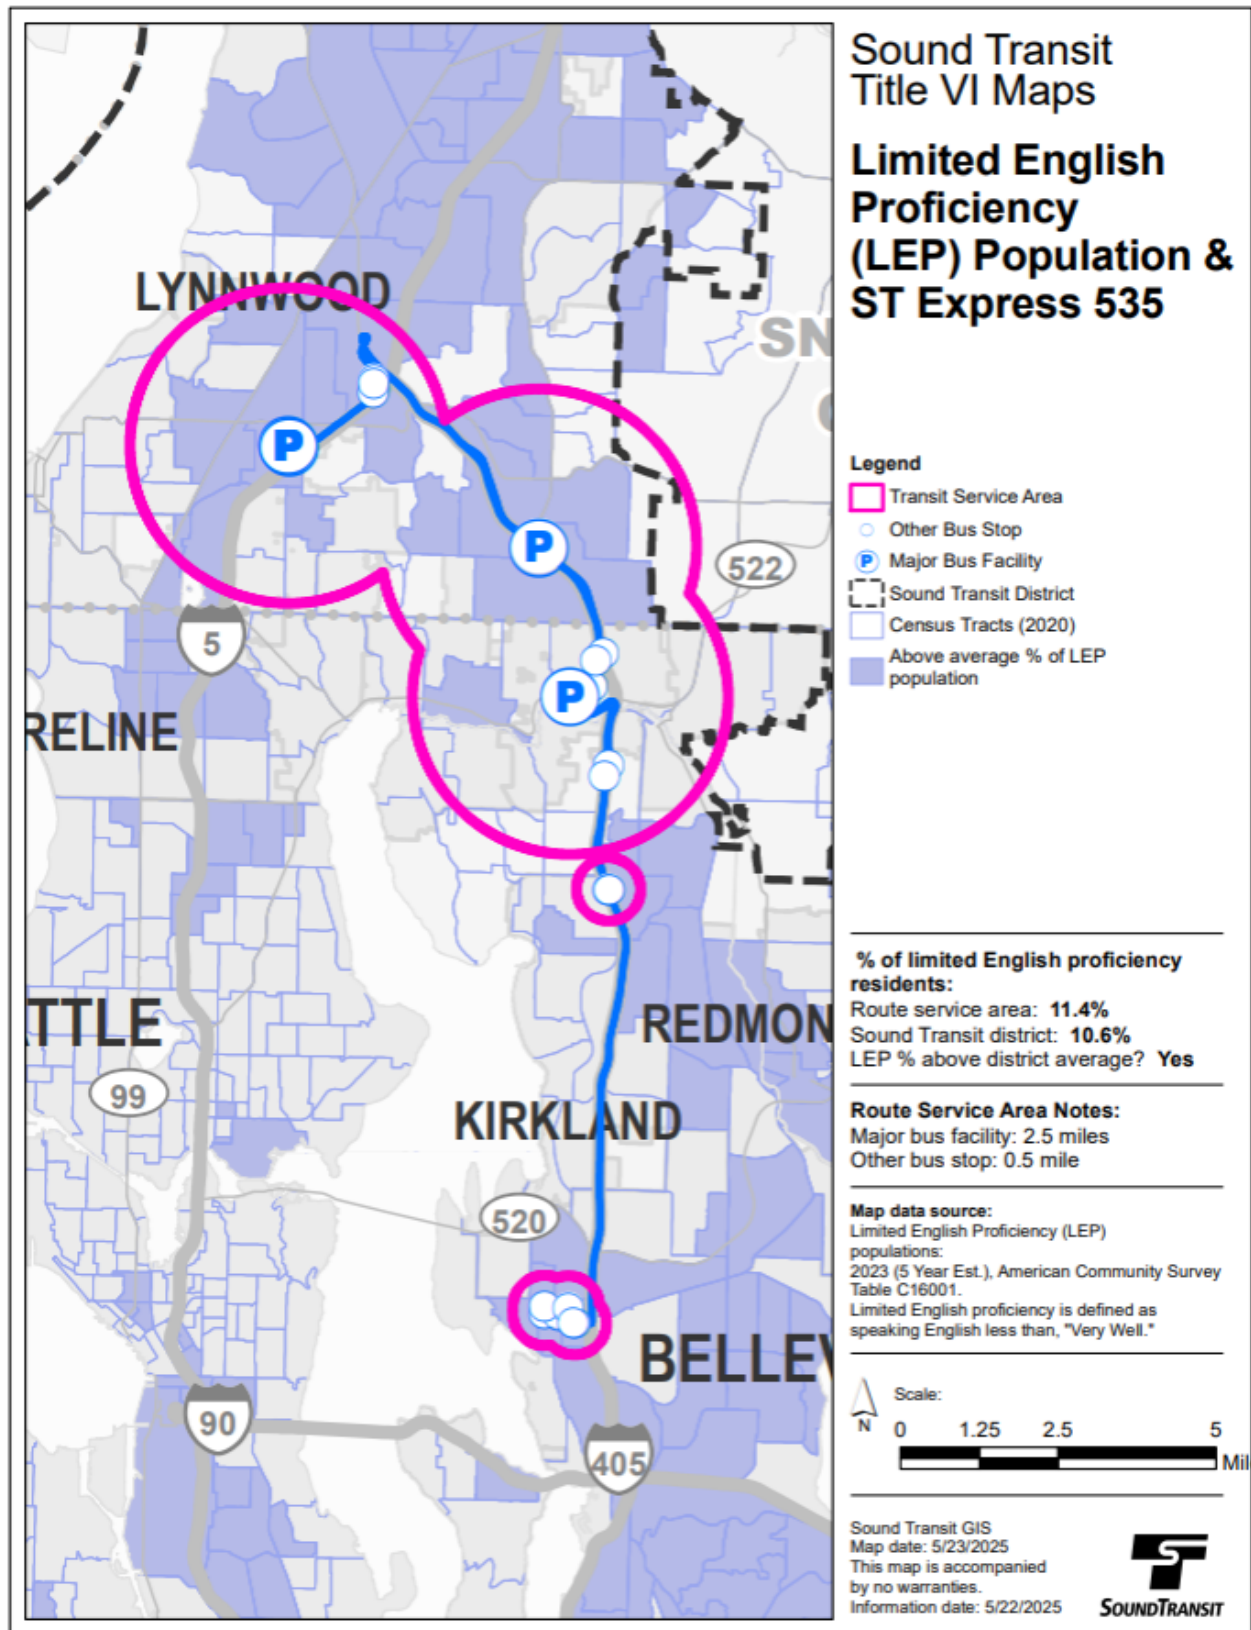 Sound Transit
Title VI Maps
Limited English
Proficiency
(LEP) Population &
ST Express 535
LYNNWOOD
SN
P
P
522
5
P
RELINE
TTLE
REDMON
99
KIRKLAND
520
BELLEV
90
405
Legend
Transit Service Area
Other Bus Stop
P Major Bus Facility
Sound Transit District
Census Tracts (2020)
Above average % of LEP
population
% of limited English proficiency
residents:
Route service area: 11.4%
Sound Transit district: 10.6%
LEP % above district average? Yes
Route Service Area Notes:
Major bus facility: 2.5 miles
Other bus stop: 0.5 mile
Map data source:
Limited English Proficiency (LEP)
populations:
2023 (5 Year Est.), American Community Survey
Table C16001.
Limited English proficiency is defined as
speaking English less than, "Very Well."
N
Scale:
0 1.25 2.5 5
Mil
Sound Transit GIS
Map date: 5/23/2025
This map is accompanied
by no warranties.
Information date: 5/22/2025
SOUNDTRANSIT